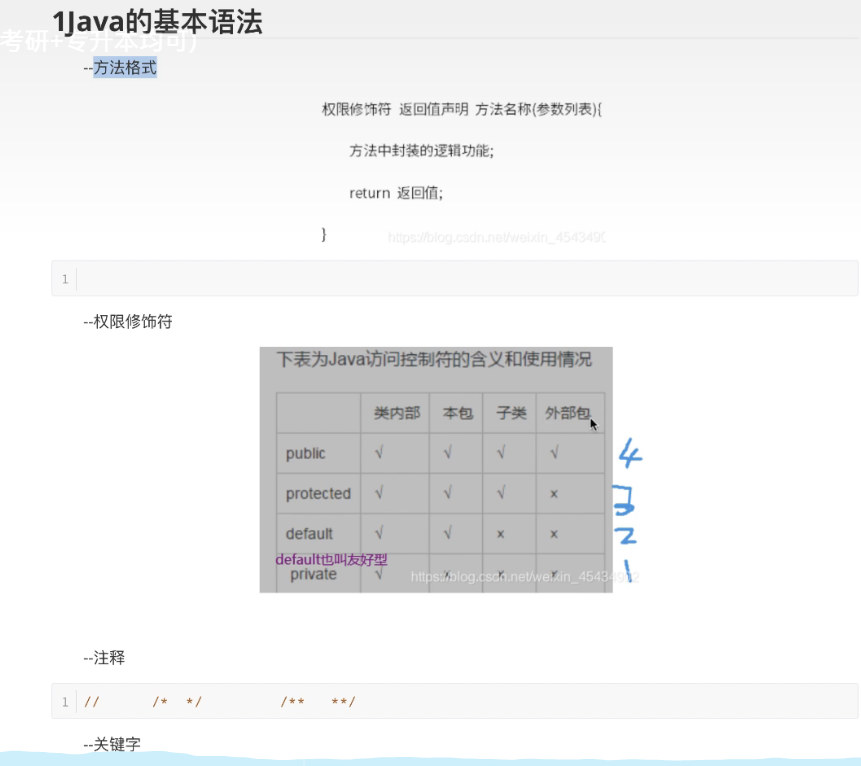 1Java的基本语法
考研+专升本均可)
--方法格式
权限修饰符 返回值声明 方法名称(参数列表){
方法中封装的逻辑功能;
return 返回值;
}
https://blog.csdn.net/weixin_4543490
1
--权限修饰符
下表为Java访问控制符的含义和使用情况
类内部 本包 子类 外部包
public √ √ √ √ 4
protected √ √ √ x 3
default √ √ x x 2
default也叫友好型
private √ x x x 1
--注释
1 // /* */ /** **/
--关键字